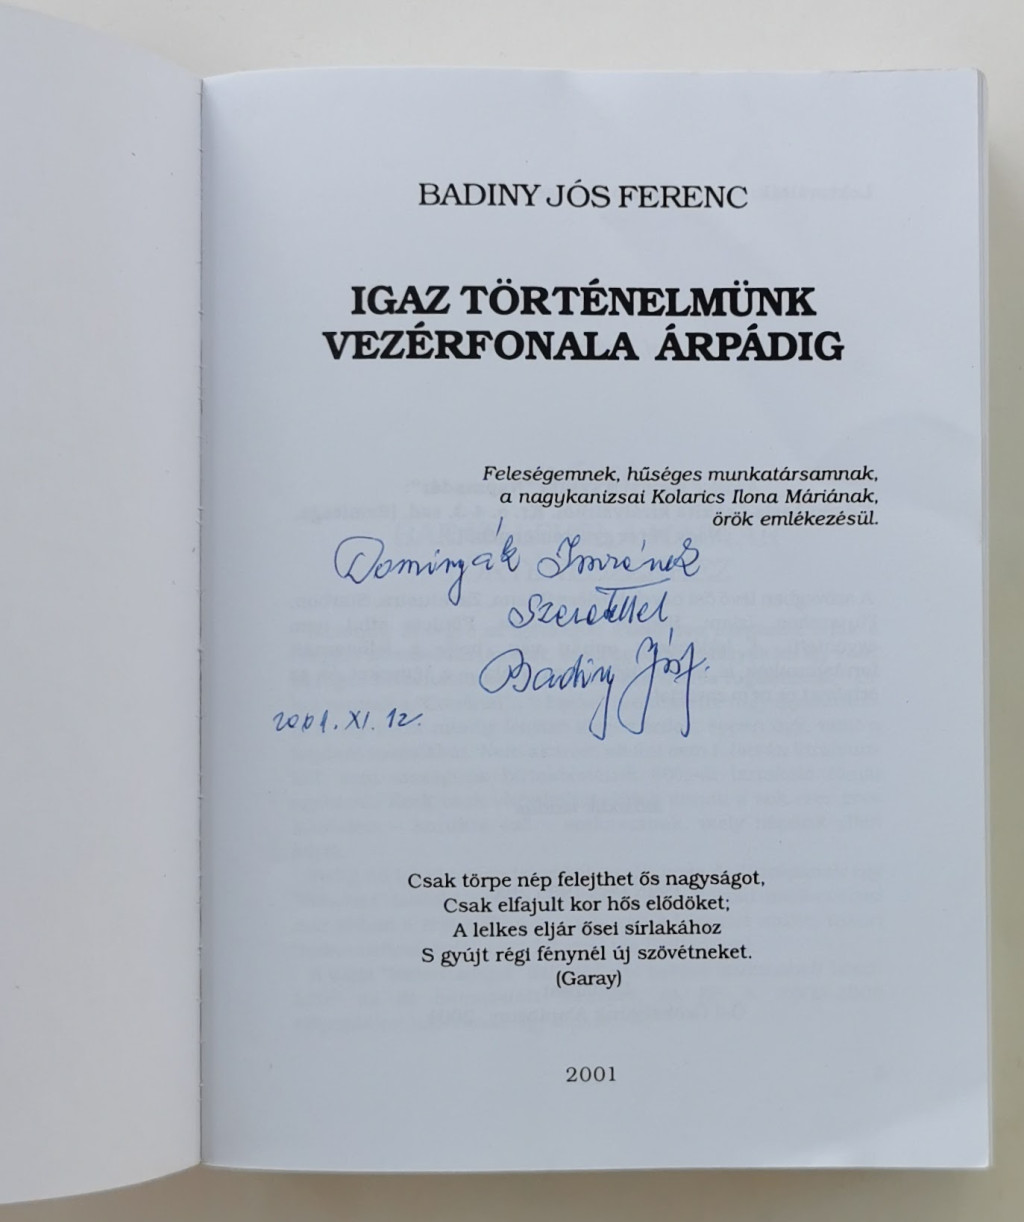 BADINY JÓS FERENC
IGAZ TÖRTÉNELMÜNK
VEZÉRFONALA ÁRPÁDIG
Feleségemnek, hűséges munkatársamnak,
a nagykanizsai Kolarics Ilona Máriának,
örök emlékezésül.
Imrének
Szeretettel
Badiny Jós f.
2001. XI. 12.
Csak törpe nép felejthet ős nagyságot,
Csak elfajult kor hős elődöket;
A lelkes eljár ősei sírlakához
S gyújt régi fénynél új szövétneket.
(Garay)
2001